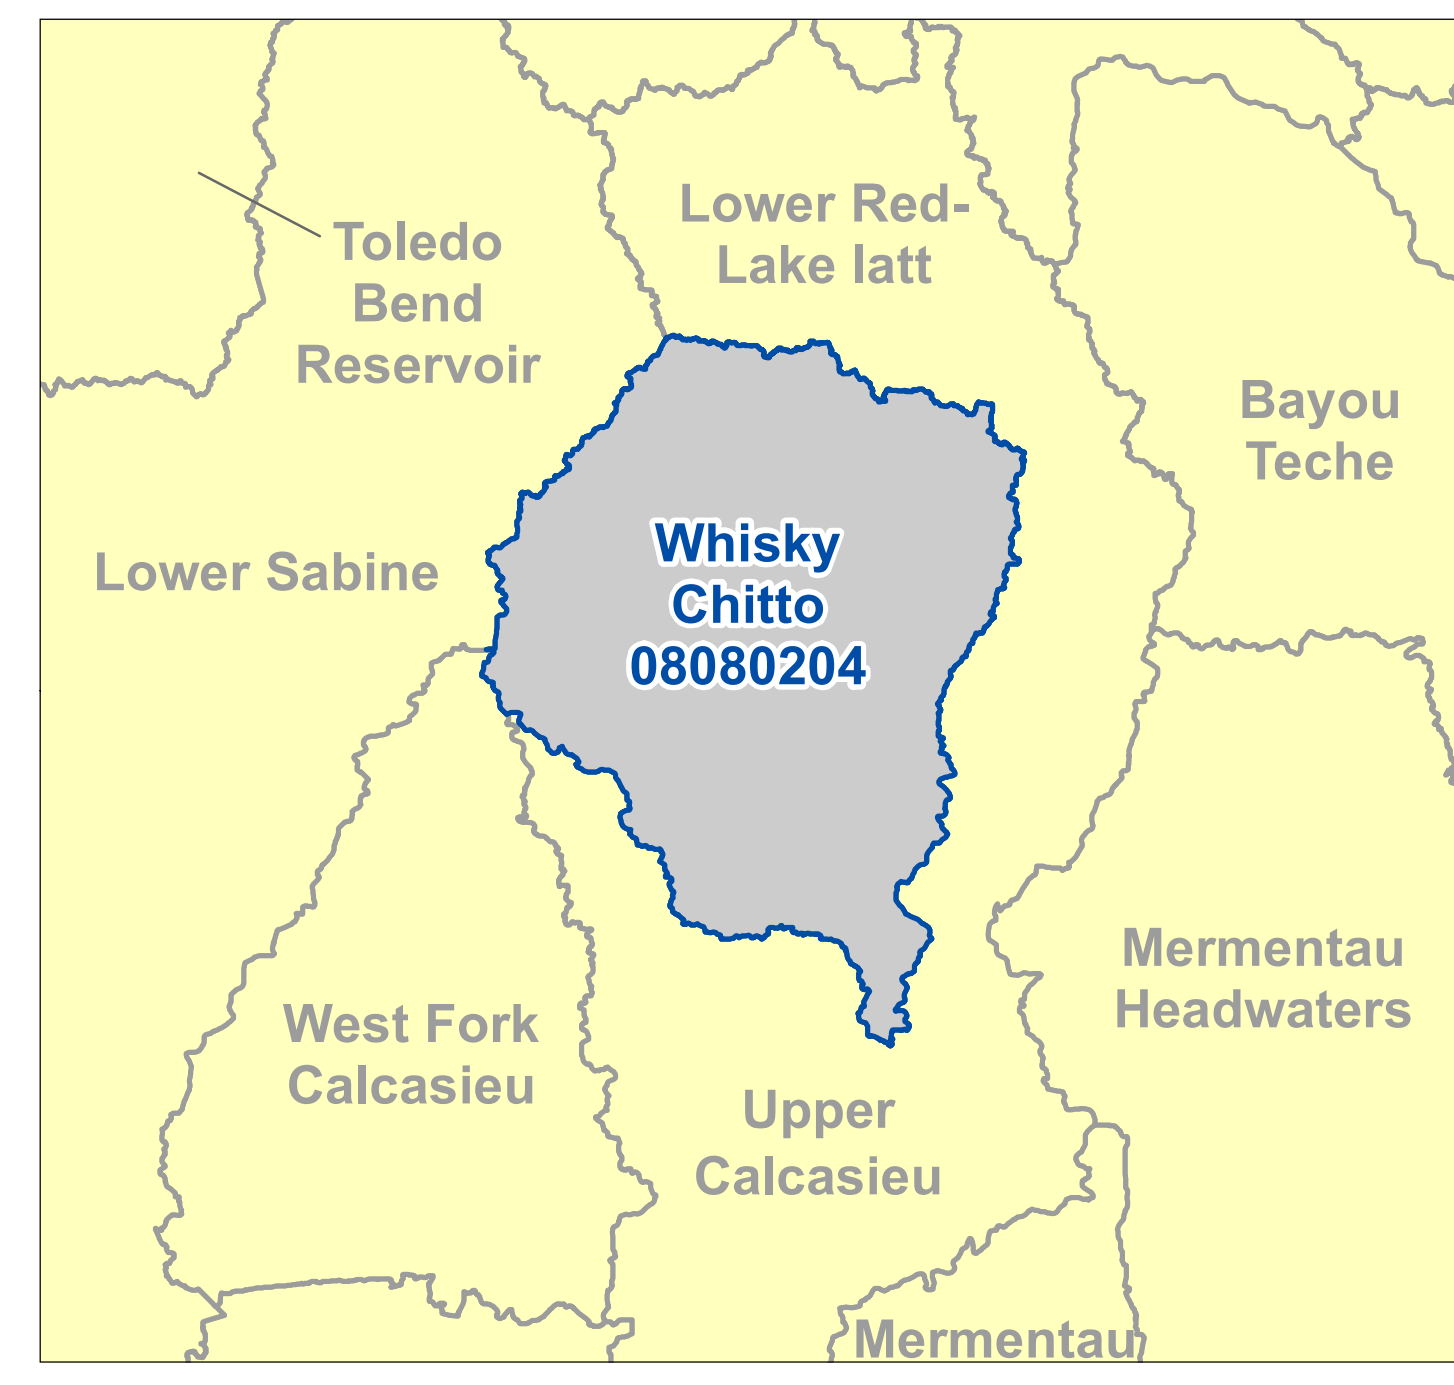 Lower Red-
Lake Iatt
Toledo
Bend
Reservoir
Bayou
Teche
Lower Sabine
Whisky
Chitto
08080204
Mermentau
Headwaters
West Fork
Calcasieu
Upper
Calcasieu
Mermentau